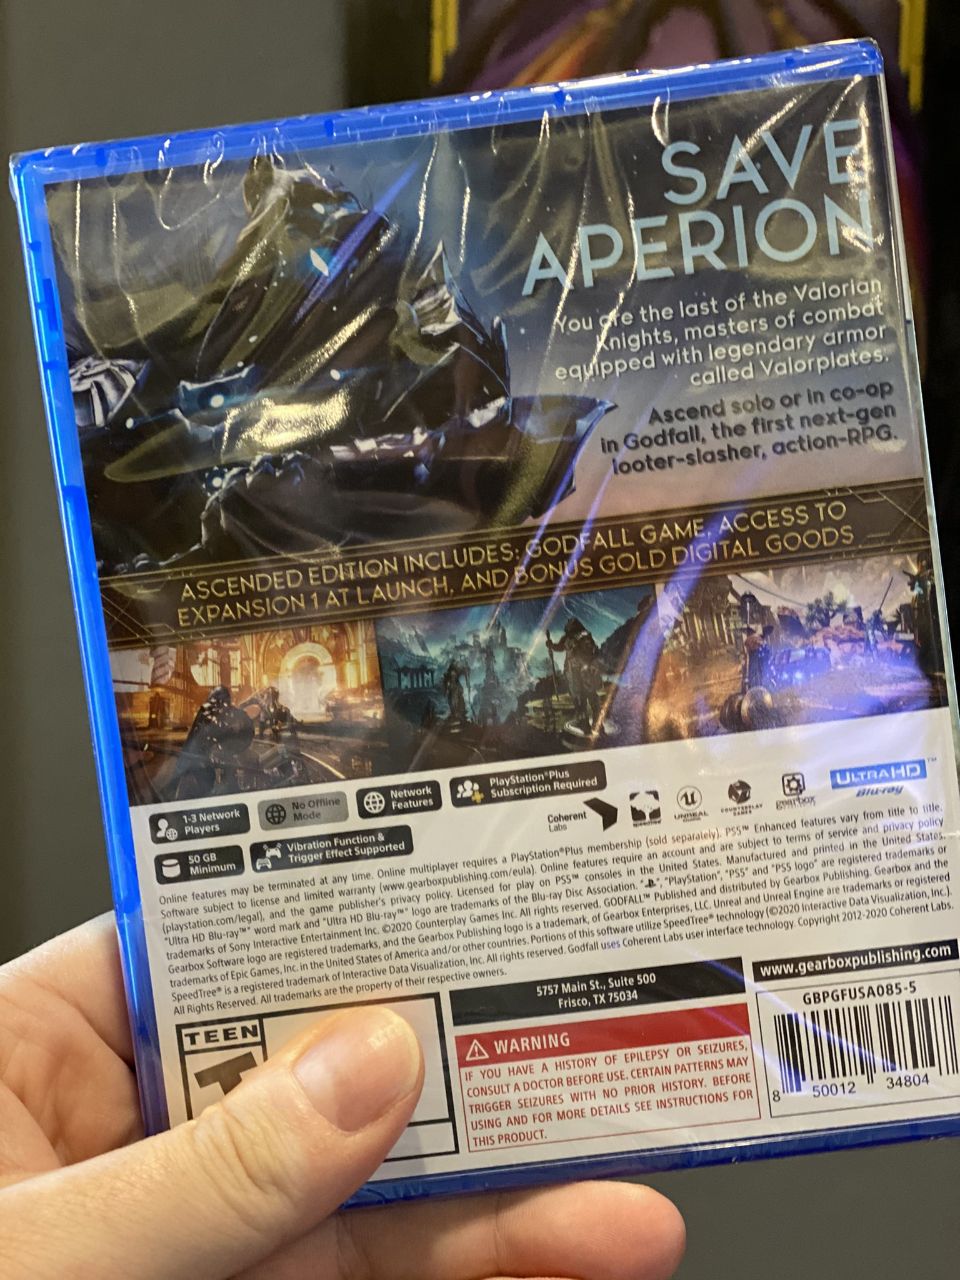 SAVE
APERION
You are the last of the Valorian
Knights, masters of combat
equipped with legendary armor
called Valorplates.
Ascend solo or in co-op
in Godfall, the first next-gen
looter-slasher, action-RPG.
ASCENDED EDITION INCLUDES: GODFALL GAME, ACCESS TO
EXPANSION 1 AT LAUNCH, AND BONUS GOLD DIGITAL GOODS
1-3 Network
Players
No Offline
Mode
Network
Features
PlayStation®Plus
Subscription Required
50 GB
Minimum
Vibration Function &
Trigger Effect Supported
Coherent
Labs
UNREAL
COUNTERPLAY
GAMES
gearbox
ULTRA HD™
Blu-ray
Online features may be terminated at any time. Online multiplayer requires a PlayStation®Plus membership (sold separately). PS5™ Enhanced features vary from title to title.
Software subject to license and limited warranty (www.gearboxpublishing.com/eula). Online features require an account and are subject to terms of service and privacy policy
(playstation.com/legal), and the game publisher's privacy policy. Licensed for play on PS5™ consoles in the United States. Manufactured and printed in the United States.
"Ultra HD Blu-ray™" word mark and "Ultra HD Blu-ray™" logo are trademarks of the Blu-ray Disc Association. "PlayStation", "PS5" and "PS5 logo" are registered trademarks or
trademarks of Sony Interactive Entertainment Inc. ©2020 Counterplay Games Inc. All rights reserved. GODFALL™ Published and distributed by Gearbox Publishing. Gearbox and the
Gearbox Software logo are registered trademarks, and the Gearbox Publishing logo is a trademark, of Gearbox Enterprises, LLC. Unreal and Unreal Engine are trademarks or registered
trademarks of Epic Games, Inc. in the United States of America and/or other countries. Portions of this software utilize SpeedTree® technology (©2020 Interactive Data Visualization, Inc.).
SpeedTree® is a registered trademark of Interactive Data Visualization, Inc. All rights reserved. Godfall uses Coherent Labs user interface technology. Copyright 2012-2020 Coherent Labs.
All Rights Reserved. All trademarks are the property of their respective owners.
5757 Main St., Suite 500
Frisco, TX 75034
www.gearboxpublishing.com
GBPGFUSA085-5
8 50012 34804
TEEN
T
WARNING
IF YOU HAVE A HISTORY OF EPILEPSY OR SEIZURES,
CONSULT A DOCTOR BEFORE USE. CERTAIN PATTERNS MAY
TRIGGER SEIZURES WITH NO PRIOR HISTORY. BEFORE
USING AND FOR MORE DETAILS SEE INSTRUCTIONS FOR
THIS PRODUCT.